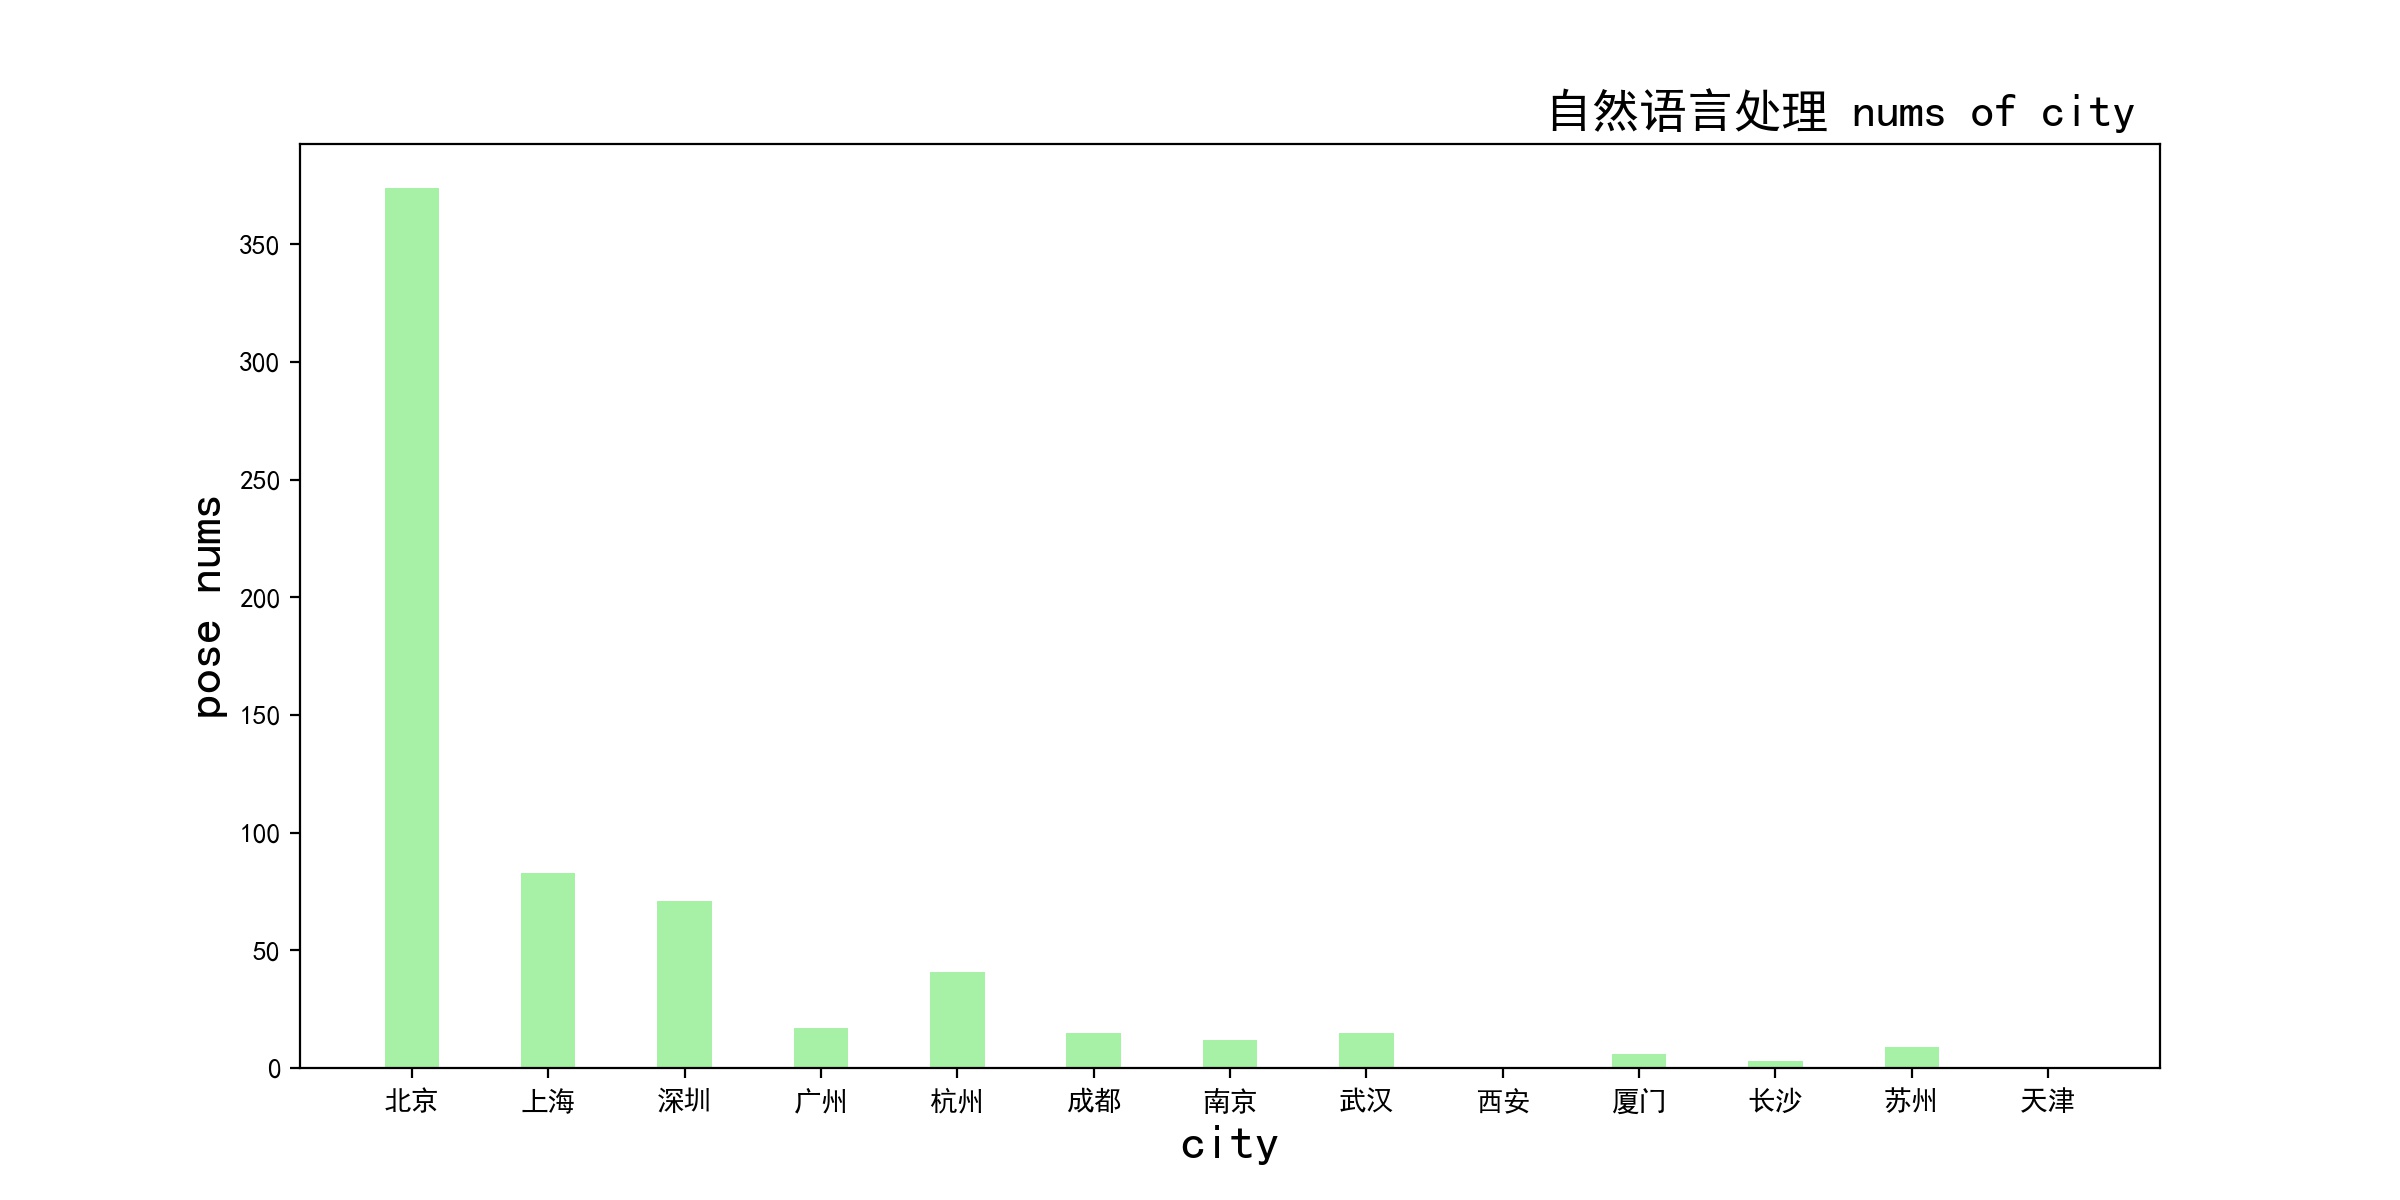 自然语言处理 nums of city
pose nums
350
300
250
200
150
100
50
0
北京 上海 深圳 广州 杭州 成都 南京 武汉 西安 厦门 长沙 苏州 天津
city